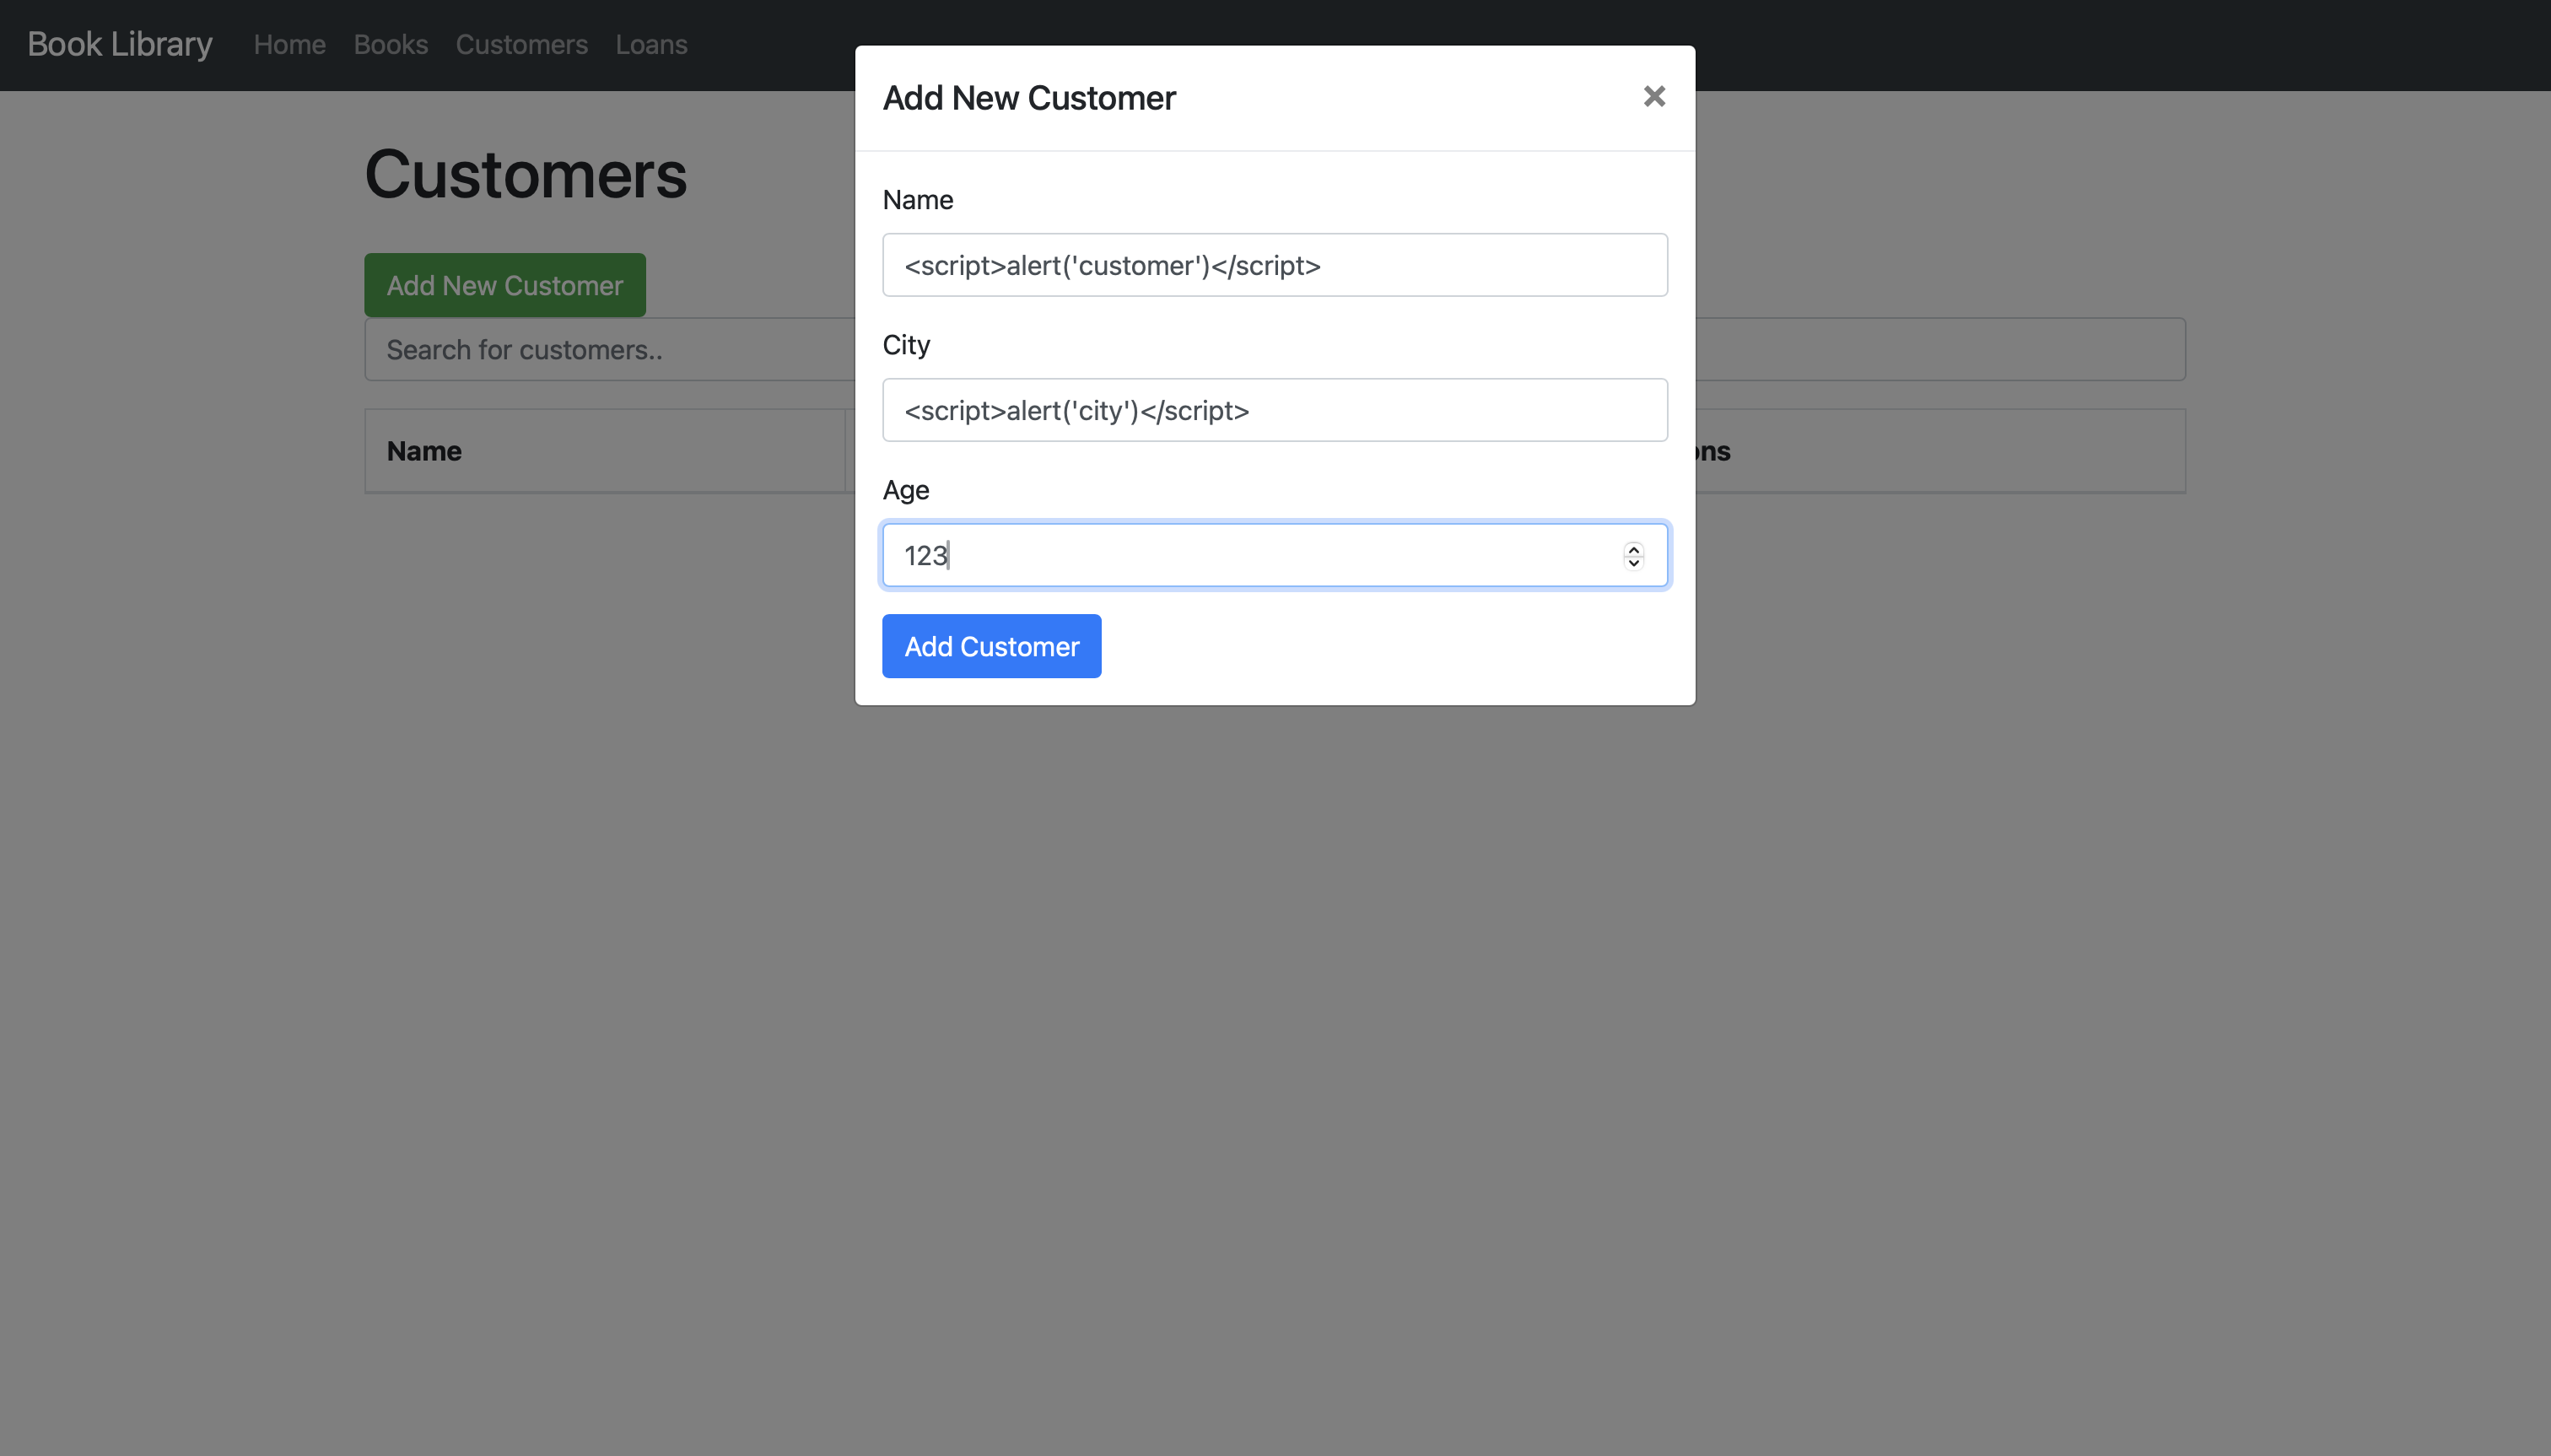 Book Library Home Books Customers Loans
Add New Customer ×
Customers
Name
Add New Customer
<script>alert('customer')</script>
City
Search for customers..
<script>alert('city')</script>
Name
Age
123
Add Customer